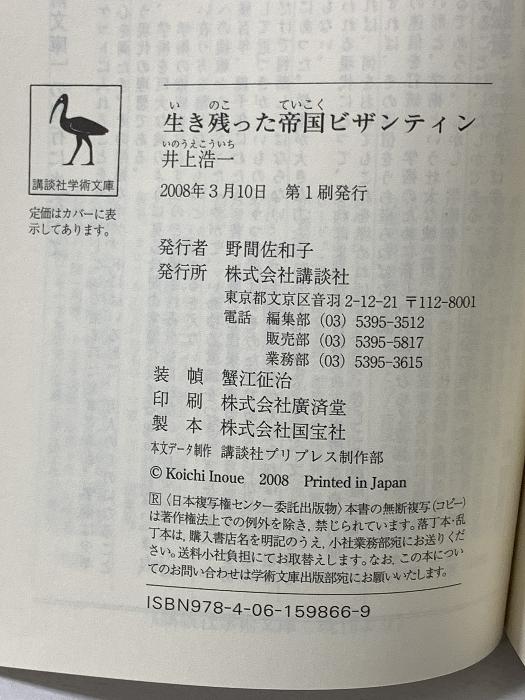 い のこ ていこく
生き残った帝国ビザンティン
いのうえこういち
井上浩一
2008年3月10日 第1刷発行
講談社学術文庫
定価はカバーに表
示してあります。
発行者 野間佐和子
発行所 株式会社講談社
東京都文京区音羽 2-12-21 〒112-8001
電話 編集部 (03) 5395-3512
販売部 (03) 5395-5817
業務部 (03) 5395-3615
装 幀 蟹江征治
印 刷 株式会社廣済堂
製 本 株式会社国宝社
本文データ制作 講談社プリプレス制作部
© Koichi Inoue 2008 Printed in Japan
R〈日本複写権センター委託出版物〉本書の無断複写(コピー)
は著作権法上での例外を除き、禁じられています。落丁本・乱
丁本は、購入書店名を明記のうえ、小社業務部宛にお送りくだ
さい。送料小社負担にてお取替えします。なお、この本につい
てのお問い合わせは学術文庫出版部宛にお願いいたします。
ISBN978-4-06-159866-9